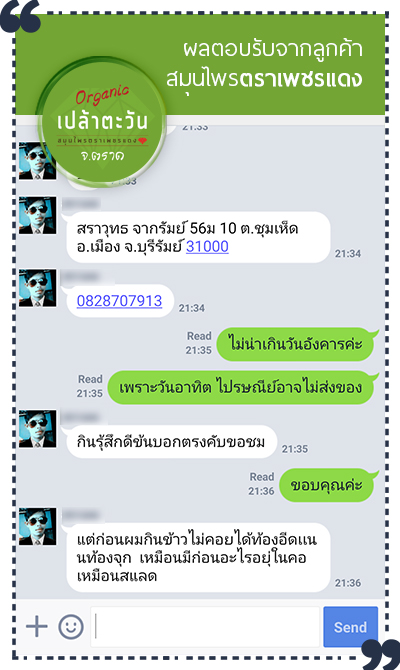 ผลตอบรับจากลูกค้า
สมุนไพรตราเพชรแดง
Organic
เปล้าตะวัน
สมุนไพรตราเพชรแดง
จ.ตราด
21:33
สราวุทธ จากรัมย์ 56ม 10 ต.ชุมเห็ด
อ.เมือง จ.บุรีรัมย์ 31000
21:34
0828707913
21:34
Read
21:35
ไม่น่าเกินวันอังคารค่ะ
Read
21:35
เพราะวันอาทิต ไปรษณีย์อาจไม่ส่งของ
กินรุ้สึกดีขันบอกตรงคับขอชม
21:35
Read
21:36
ขอบคุณค่ะ
แต่ก่อนผมกินข้าวไม่คอยได้ท้องอืดแน
นท้องจุก เหมือนมีก่อนอะไรอยุ่ในคอ
เหมือนสแลด
21:36
Send